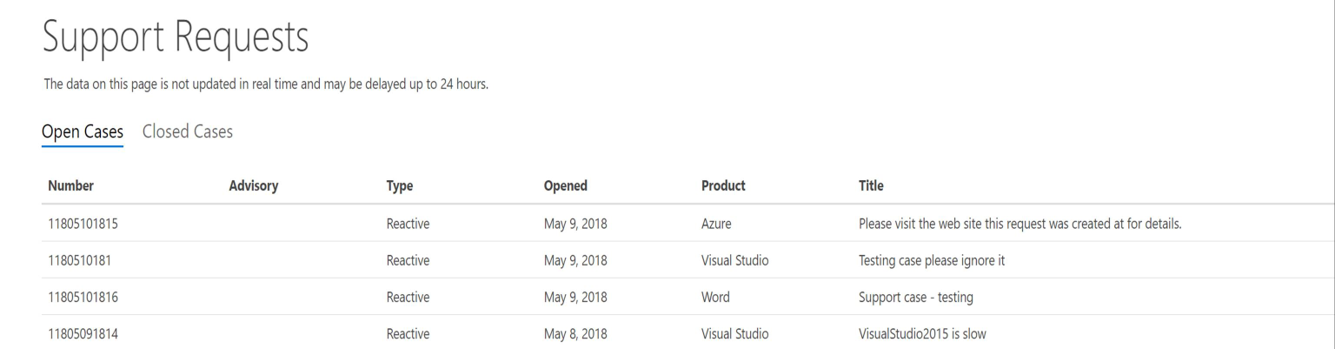 Support Requests
The data on this page is not updated in real time and may be delayed up to 24 hours.
Open Cases Closed Cases
Number Advisory Type Opened Product Title
11805101815 Reactive May 9, 2018 Azure Please visit the web site this request was created at for details.
1180510181 Reactive May 9, 2018 Visual Studio Testing case please ignore it
11805101816 Reactive May 9, 2018 Word Support case - testing
11805091814 Reactive May 8, 2018 Visual Studio VisualStudio2015 is slow